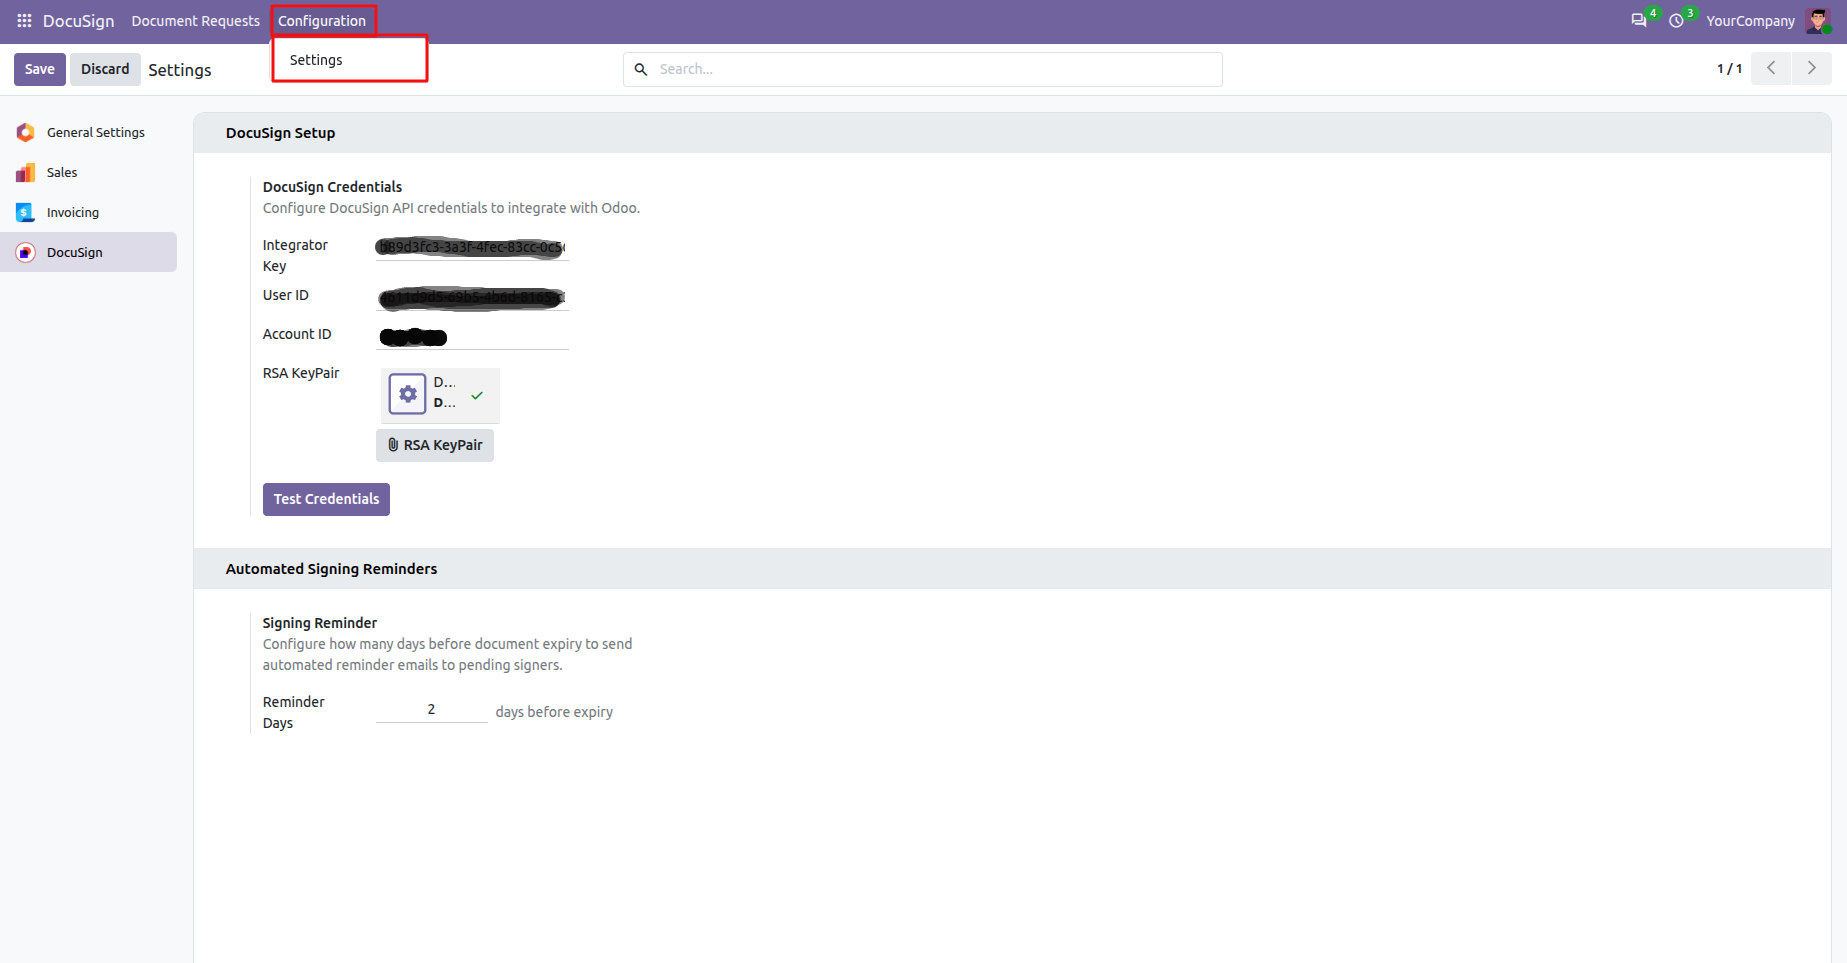 DocuSign Document Requests Configuration 4 3 YourCompany
Settings
Save Discard Settings Search... 1 / 1
General Settings
Sales
Invoicing
DocuSign
DocuSign Setup
DocuSign Credentials
Configure DocuSign API credentials to integrate with Odoo.
Integrator
Key
User ID
Account ID
RSA KeyPair
D...
D...
RSA KeyPair
Test Credentials
Automated Signing Reminders
Signing Reminder
Configure how many days before document expiry to send
automated reminder emails to pending signers.
Reminder
Days
2 days before expiry